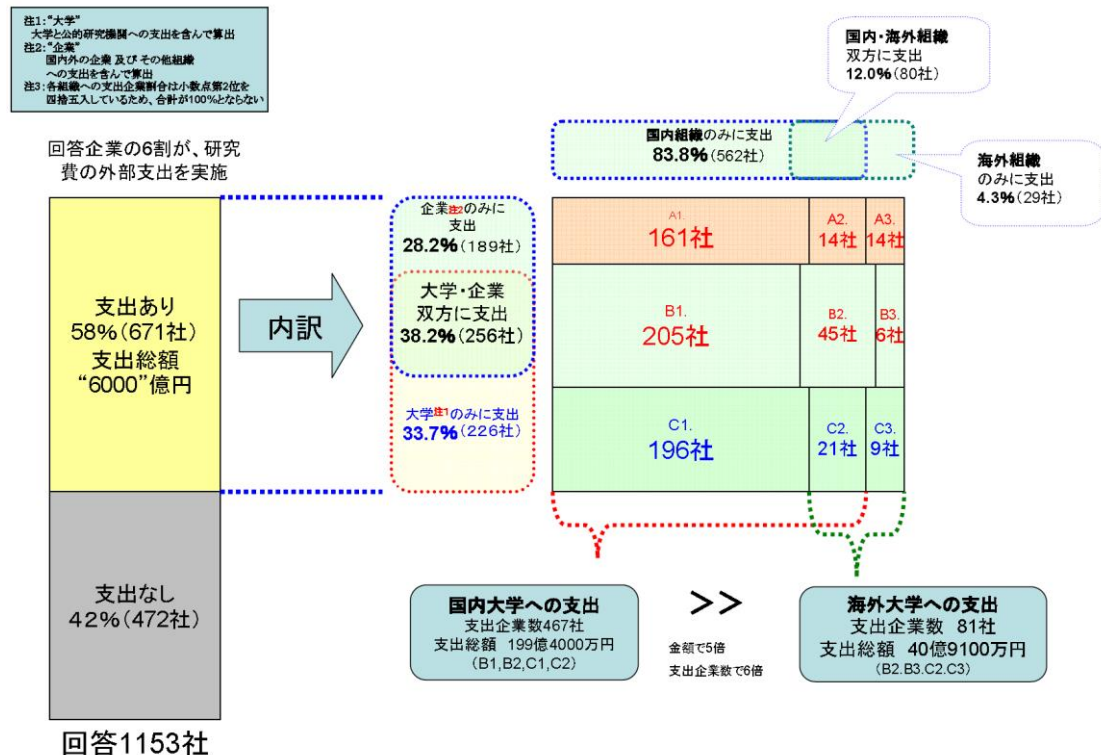 注1:“大学”
大学と公的研究機関への支出を含んで算出
注2:“企業”
国内外の企業 及び その他組織
への支出を含んで算出
注3:各組織への支出企業割合は小数点第2位を
四捨五入しているため、合計が100%とならない
国内・海外組織
双方に支出
12.0%(80社)
国内組織のみに支出
83.8%(562社)
海外組織
のみに支出
4.3%(29社)
回答企業の6割が、研究
費の外部支出を実施
支出あり
58%(671社)
支出総額
“6000”億円
内訳
企業注2のみに
支出
28.2%(189社)
大学・企業
双方に支出
38.2%(256社)
大学注1のみに支出
33.7%(226社)
A1.
161社
A2.
14社
A3.
14社
B1.
205社
B2.
45社
B3.
6社
C1.
196社
C2.
21社
C3.
9社
支出なし
42%(472社)
国内大学への支出
支出企業数467社
支出総額 199億4000万円
(B1,B2,C1,C2)
>>
金額で5倍
支出企業数で6倍
海外大学への支出
支出企業数 81社
支出総額 40億9100万円
(B2.B3.C2.C3)
回答1153社